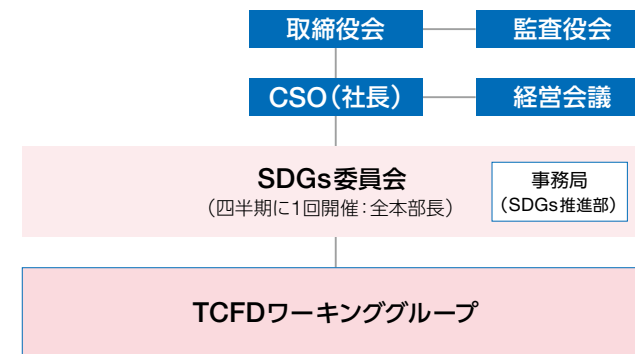 取締役会
監査役会
CSO（社長）
経営会議
SDGs委員会
（四半期に1回開催：全本部長）
事務局
（SDGs推進部）
TCFDワーキンググループ